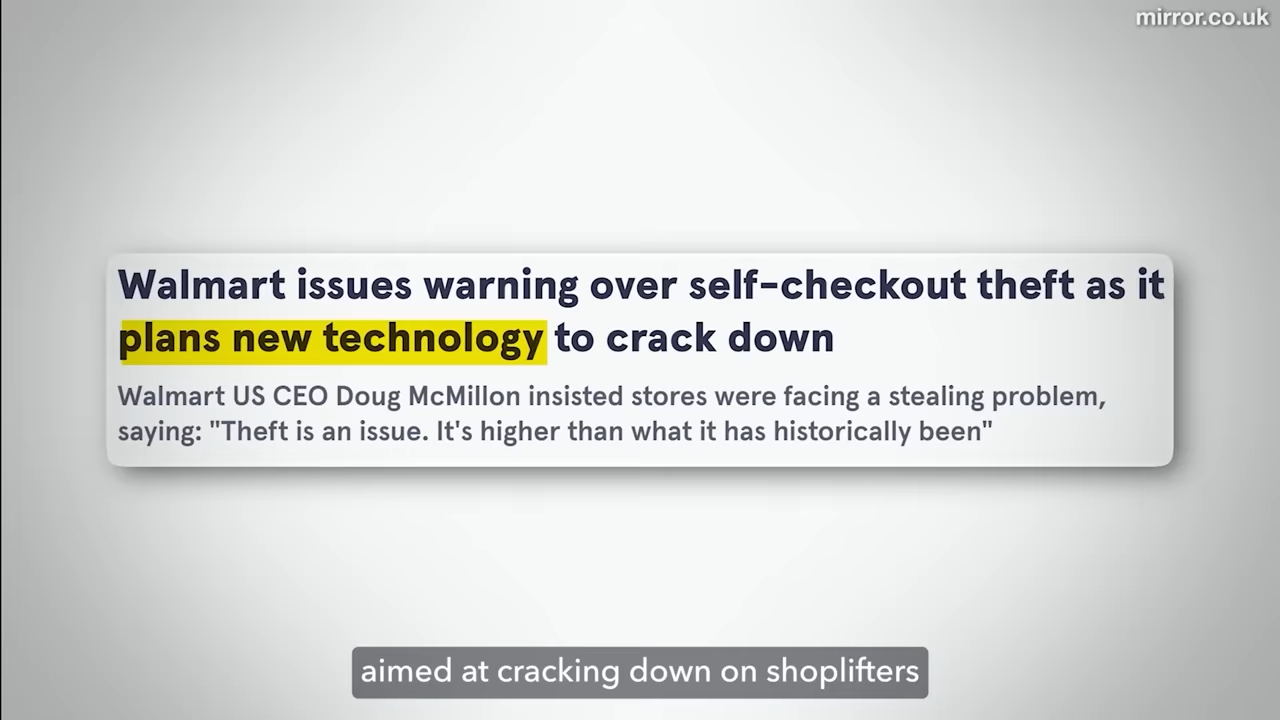 mirror.co.uk
Walmart issues warning over self-checkout theft as it
plans new technology to crack down
Walmart US CEO Doug McMillon insisted stores were facing a stealing problem,
saying: "Theft is an issue. It's higher than what it has historically been"
aimed at cracking down on shoplifters